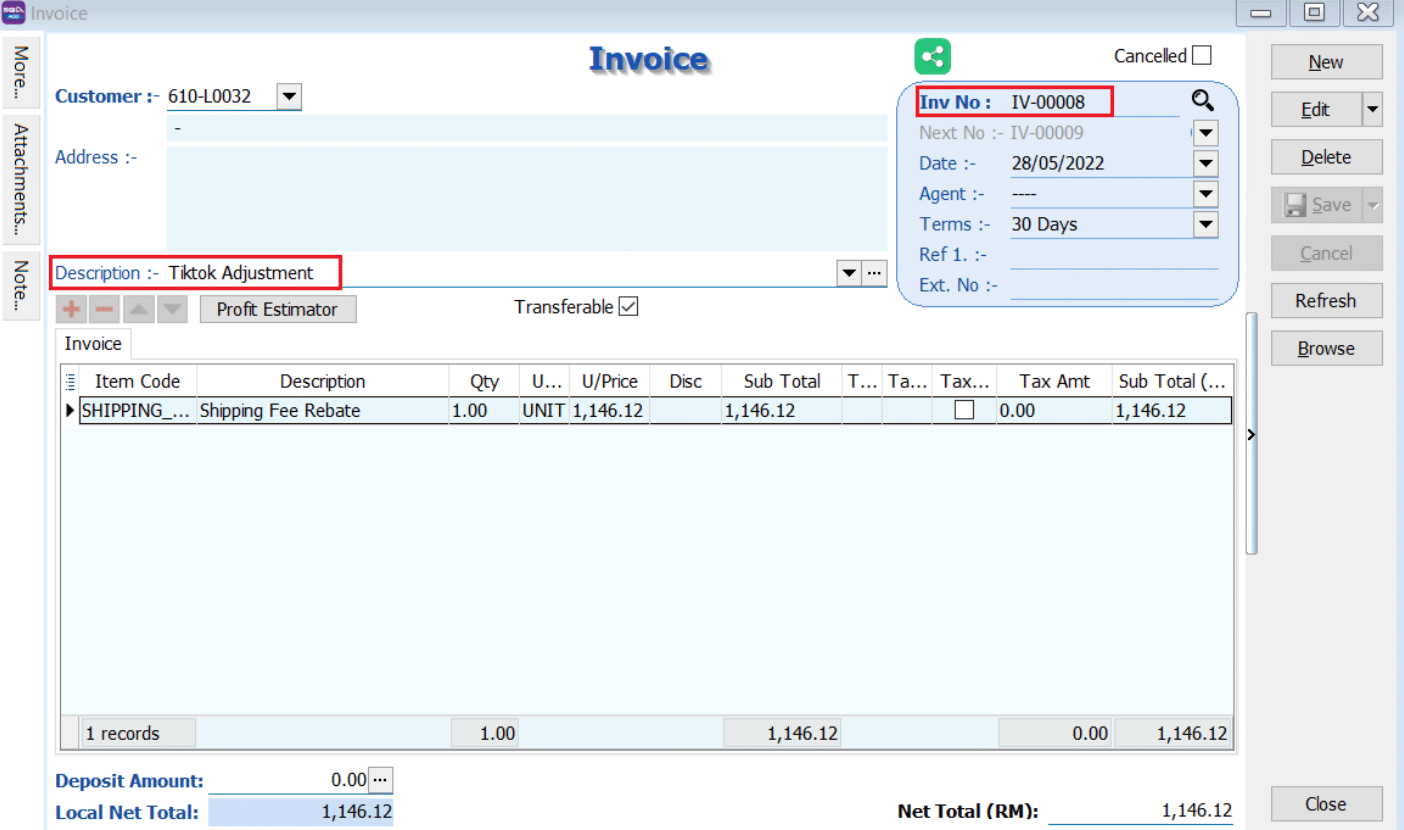 Invoice
More...
Attachments...
Note...
Invoice
Cancelled
Customer :- 610-L0032
-
Address :-
Inv No : IV-00008
Next No :- IV-00009
Date :- 28/05/2022
Agent :- ----
Terms :- 30 Days
Ref 1. :-
Ext. No :-
Description :- Tiktok Adjustment
...
Profit Estimator
Transferable
Invoice
Item Code Description Qty U... U/Price Disc Sub Total T... Ta... Tax... Tax Amt Sub Total (...
SHIPPING_... Shipping Fee Rebate 1.00 UNIT 1,146.12 1,146.12 0.00 1,146.12
1 records 1.00 1,146.12 0.00 1,146.12
Deposit Amount: 0.00 ...
Local Net Total: 1,146.12
Net Total (RM): 1,146.12
New
Edit
Delete
Save
Cancel
Refresh
Browse
Close